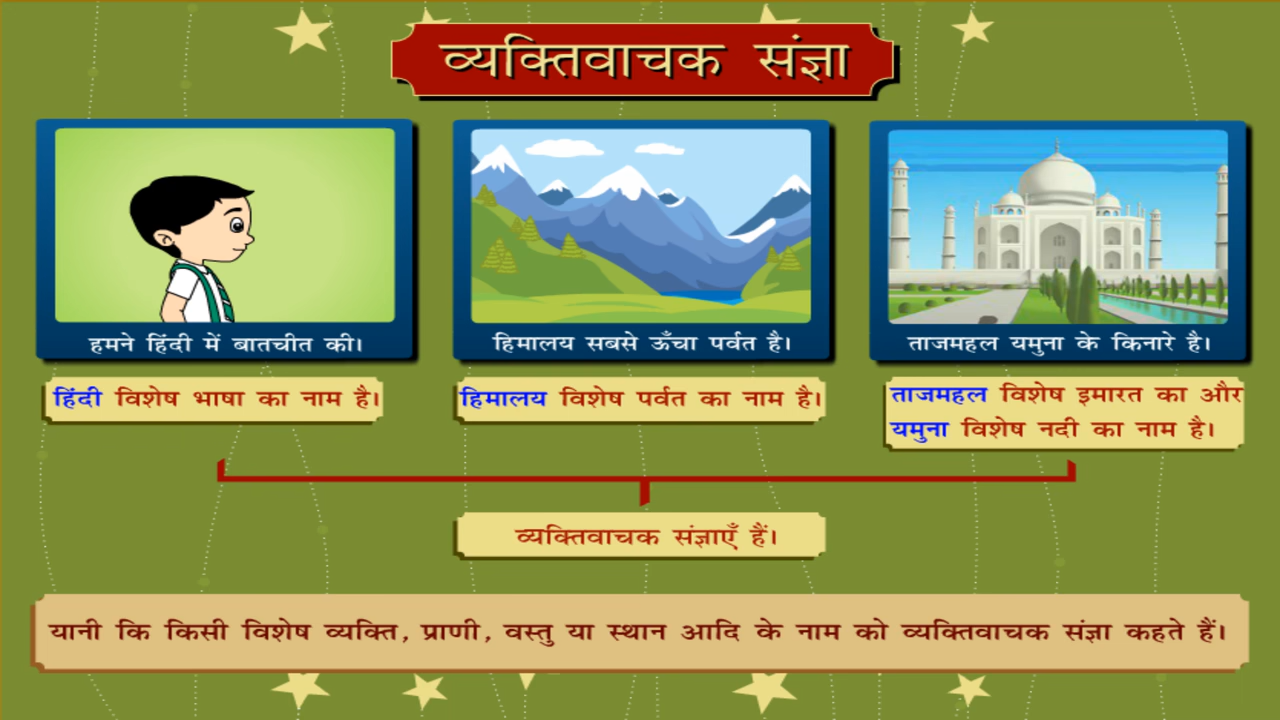 व्यक्तिवाचक संज्ञा
हमने हिंदी में बातचीत की।
हिमालय सबसे ऊँचा पर्वत है।
ताजमहल यमुना के किनारे है।
हिंदी विशेष भाषा का नाम है।
हिमालय विशेष पर्वत का नाम है।
ताजमहल विशेष इमारत का और
यमुना विशेष नदी का नाम है।
व्यक्तिवाचक संज्ञाएँ हैं।
यानी कि किसी विशेष व्यक्ति, प्राणी, वस्तु या स्थान आदि के नाम को व्यक्तिवाचक संज्ञा कहते हैं।